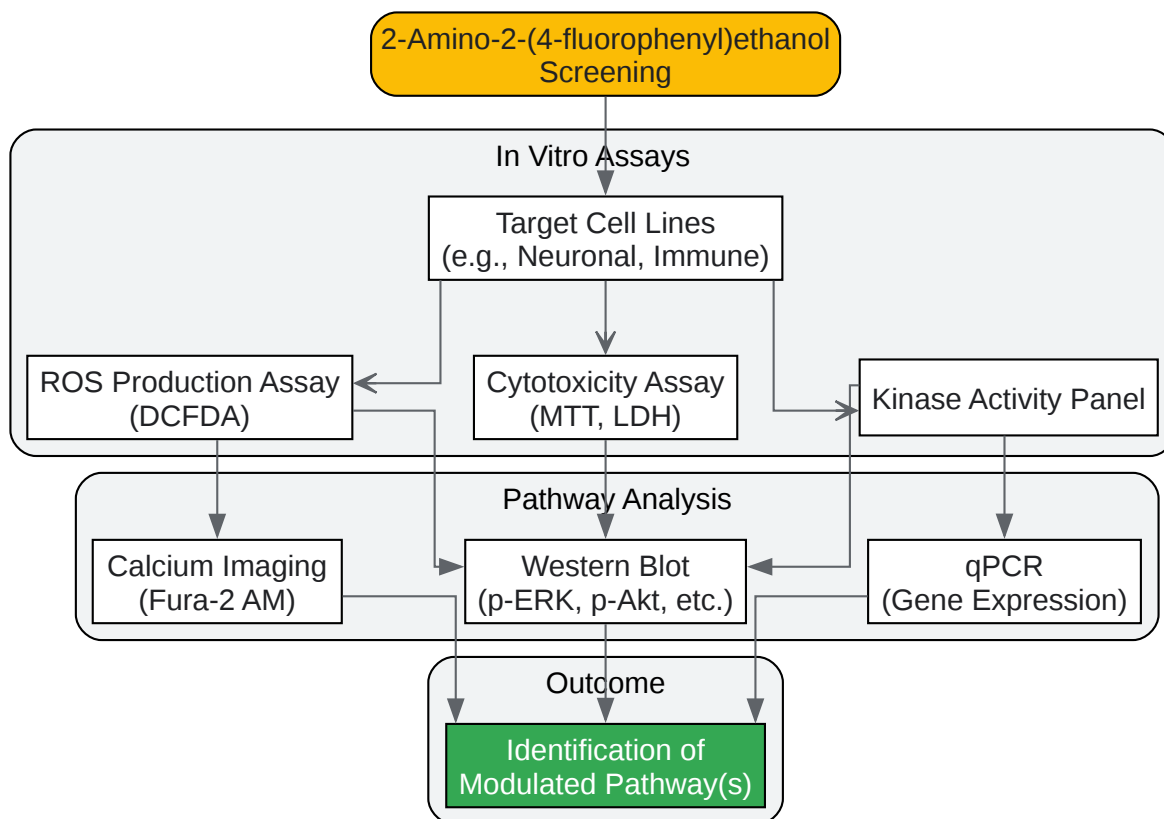 2-Amino-2-(4-fluorophenyl)ethanol
Screening
In Vitro Assays
Target Cell Lines
(e.g., Neuronal, Immune)
ROS Production Assay
(DCFDA)
Cytotoxicity Assay
(MTT, LDH)
Kinase Activity Panel
Pathway Analysis
Calcium Imaging
(Fura-2 AM)
Western Blot
(p-ERK, p-Akt, etc.)
qPCR
(Gene Expression)
Outcome
Identification of
Modulated Pathway(s)